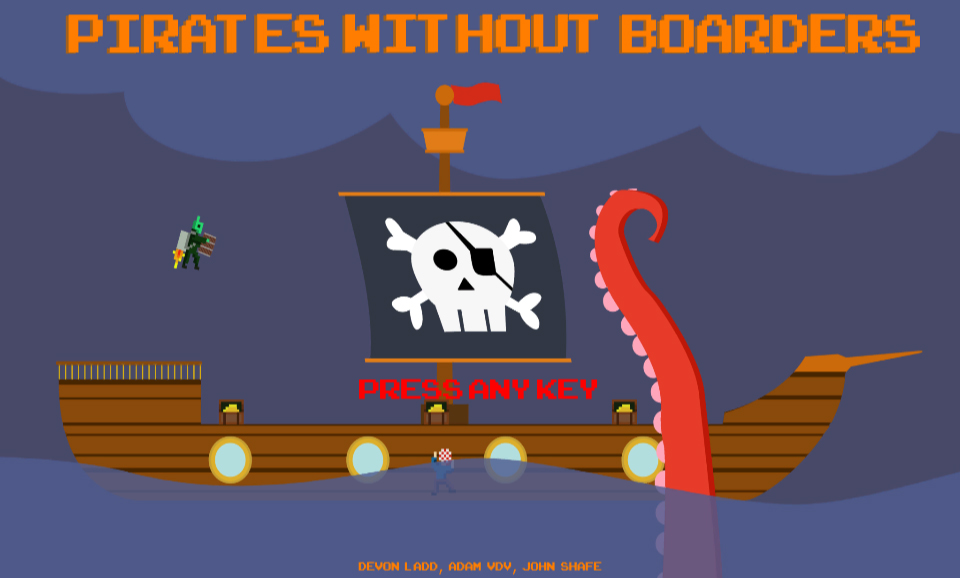 PIRATES WITHOUT BOARDERS
PRESS ANY KEY
DEVON LADD, ADAM VDV, JOHN SHAFE